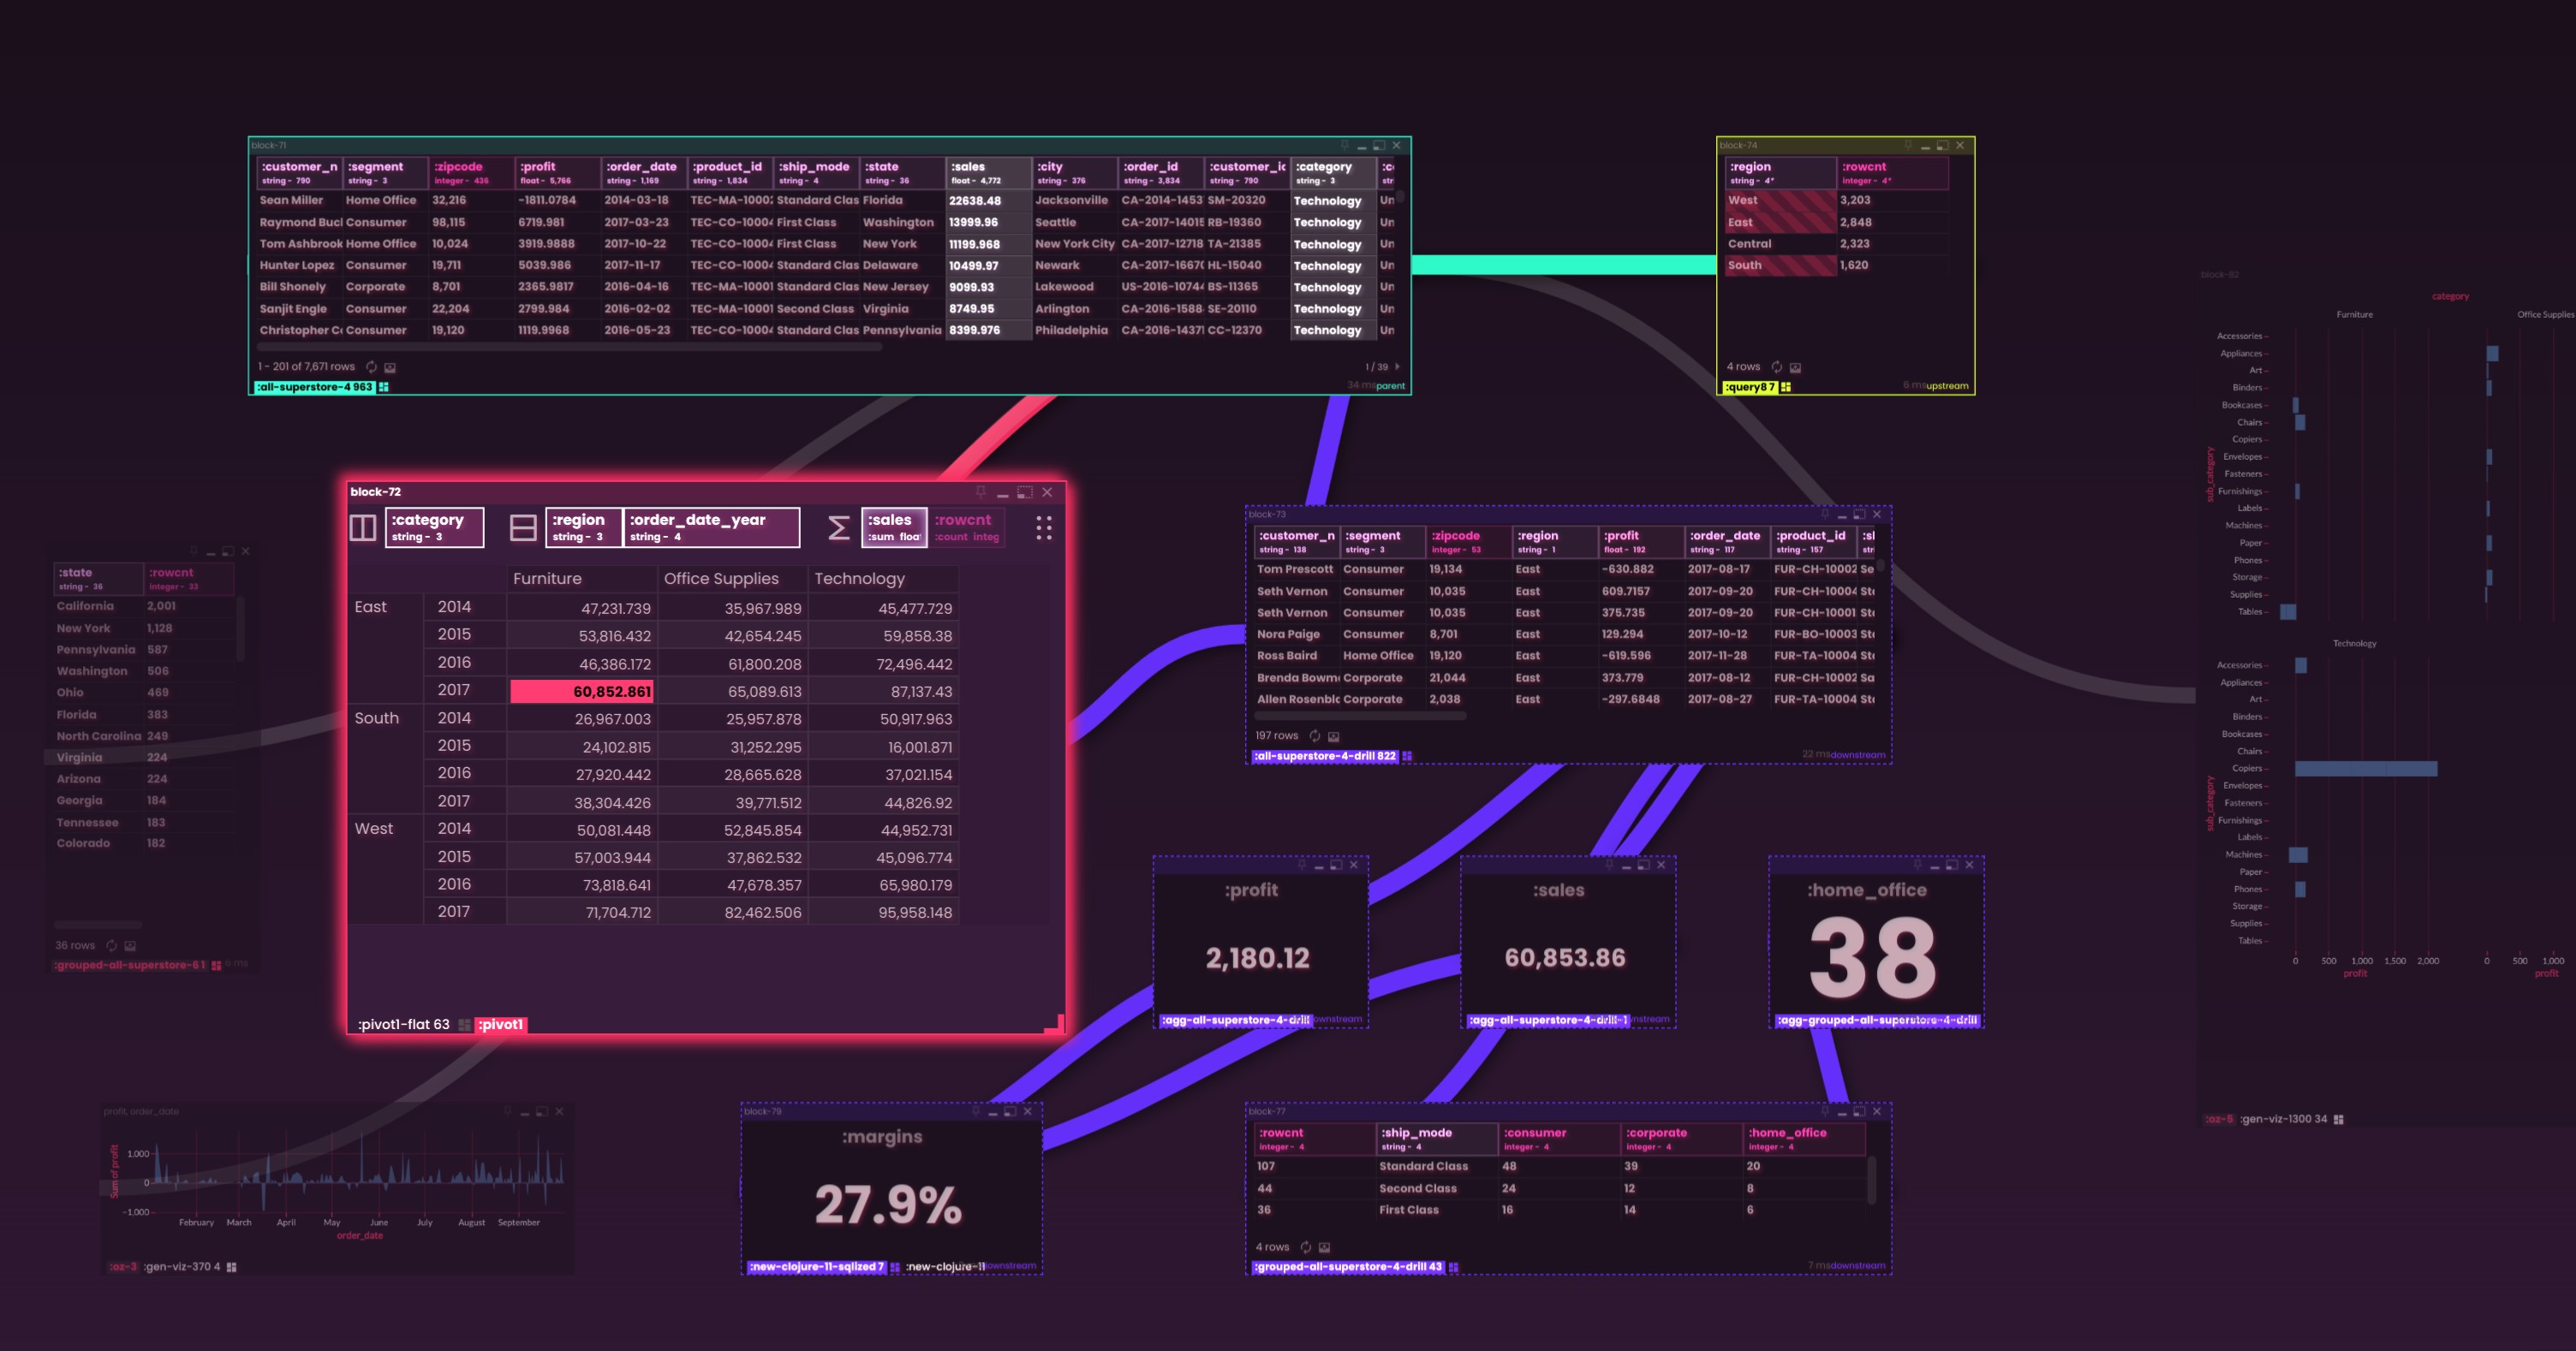 block-71
:customer_n :segment :zipcode :profit :order_date :product_id :ship_mode :state :sales :city :order_id :customer_ic :category
string - 790 string - 3 integer - 436 float - 5,766 string - 1,169 string - 1,834 string - 4 string - 36 float - 4,772 string - 376 string - 3,834 string - 790 string - 3
Sean Miller Home Office 32,216 -1811.0784 2014-03-18 TEC-MA-1000 Standard Clas Florida 22638.48 Jacksonville CA-2014-1453 SM-20320 Technology Un
Raymond Buc Consumer 98,115 6719.981 2017-03-23 TEC-CO-1000 First Class Washington 13999.96 Seattle CA-2017-1401 RB-19360 Technology Un
Tom Ashbrook Home Office 10,024 3919.9888 2017-10-22 TEC-CO-1000 First Class New York 11199.968 New York City CA-2017-12718 TA-21385 Technology Un
Hunter Lopez Consumer 19,711 5039.986 2017-11-17 TEC-CO-1000 Standard Clas Delaware 10499.97 Newark CA-2017-1667 HL-15040 Technology Un
Bill Shonely Corporate 8,701 2365.9817 2016-04-16 TEC-MA-1000 Standard Clas New Jersey 9099.93 Lakewood US-2016-1074 BS-11365 Technology Un
Sanjit Engle Consumer 22,204 2799.984 2016-02-02 TEC-MA-1000 Second Class Virginia 8749.95 Arlington CA-2016-1588 SE-20110 Technology Un
Christopher C Consumer 19,120 1119.9968 2016-05-23 TEC-CO-1000 Standard Clas Pennsylvania 8399.976 Philadelphia CA-2016-1437 CC-12370 Technology Un
1 - 201 of 7,671 rows 1 / 39
:all-superstore-4 963 34 ms parent
block-74
:region :rowcnt
string - 4* integer - 4*
West 3,203
East 2,848
Central 2,323
South 1,620
4 rows
:query8 7 6 ms upstream
block-72
:category :region :order_date_year :sales :rowcnt
string - 3 string - 3 string - 4 :sum float :count integ
Furniture Office Supplies Technology
East 2014 47,231.739 35,967.989 45,477.729
2015 53,816.432 42,654.245 59,858.38
2016 46,386.172 61,800.208 72,496.442
2017 60,852.861 65,089.613 87,137.43
South 2014 26,967.003 25,957.878 50,917.963
2015 24,102.815 31,252.295 16,001.871
2016 27,920.442 28,665.628 37,021.154
2017 38,304.426 39,771.512 44,826.92
West 2014 50,081.448 52,845.854 44,952.731
2015 57,003.944 37,862.532 45,096.774
2016 73,818.641 47,678.357 65,980.179
2017 71,704.712 82,462.506 95,958.148
:pivot1-flat 63 :pivot1
:state :rowcnt
string - 36 integer - 33
California 2,001
New York 1,128
Pennsylvania 587
Washington 506
Ohio 469
Florida 383
North Carolina 249
Virginia 224
Arizona 224
Georgia 184
Tennessee 183
Colorado 182
36 rows
:grouped-all-superstore-6 1 6 ms
block-73
:customer_n :segment :zipcode :region :profit :order_date :product_id :sl
string - 138 string - 3 integer - 53 string - 1 float - 192 string - 117 string - 157 stri
Tom Prescott Consumer 19,134 East -630.882 2017-08-17 FUR-CH-10002 Se
Seth Vernon Consumer 10,035 East 609.7157 2017-09-20 FUR-CH-10004 Sta
Seth Vernon Consumer 10,035 East 375.735 2017-09-20 FUR-CH-10001 Sta
Nora Paige Consumer 8,701 East 129.294 2017-10-12 FUR-BO-10003 Sta
Ross Baird Home Office 19,120 East -619.596 2017-11-28 FUR-TA-10004 Sta
Brenda Bowm Corporate 21,044 East 373.779 2017-08-12 FUR-CH-10002 Sa
Allen Rosenbl Corporate 2,038 East -297.6848 2017-08-27 FUR-TA-10004 Sta
197 rows
:all-superstore-4-drill 822 22 ms downstream
:profit
2,180.12
:agg-all-superstore-4-drill downstream
:sales
60,853.86
:agg-all-superstore-4-drill-1
:home_office
38
:agg-grouped-all-superstore-4-drill
profit, order_date
Sum of profit
1,000
0
-1,000
February March April May June July August September
order_date
:oz-3 :gen-viz-370 4
block-79
:margins
27.9%
:new-clojure-11-sqlized 7 :new-clojure-11 downstream
block-77
:rowcnt :ship_mode :consumer :corporate :home_office
integer - 4 string - 4 integer - 4 integer - 4 integer - 4
107 Standard Class 48 39 20
44 Second Class 24 12 8
36 First Class 16 14 6
4 rows
:grouped-all-superstore-4-drill 43 7 ms downstream
block-82
category
Furniture Office Supplies
sub_category
Accessories
Appliances
Art
Binders
Bookcases
Chairs
Copiers
Envelopes
Fasteners
Furnishings
Labels
Machines
Paper
Phones
Storage
Supplies
Tables
Technology
sub_category
Accessories
Appliances
Art
Binders
Bookcases
Chairs
Copiers
Envelopes
Fasteners
Furnishings
Labels
Machines
Paper
Phones
Storage
Supplies
Tables
0 500 1,000 1,500 2,000 0 500 1,000
profit profit
:oz-5 :gen-viz-1300 34